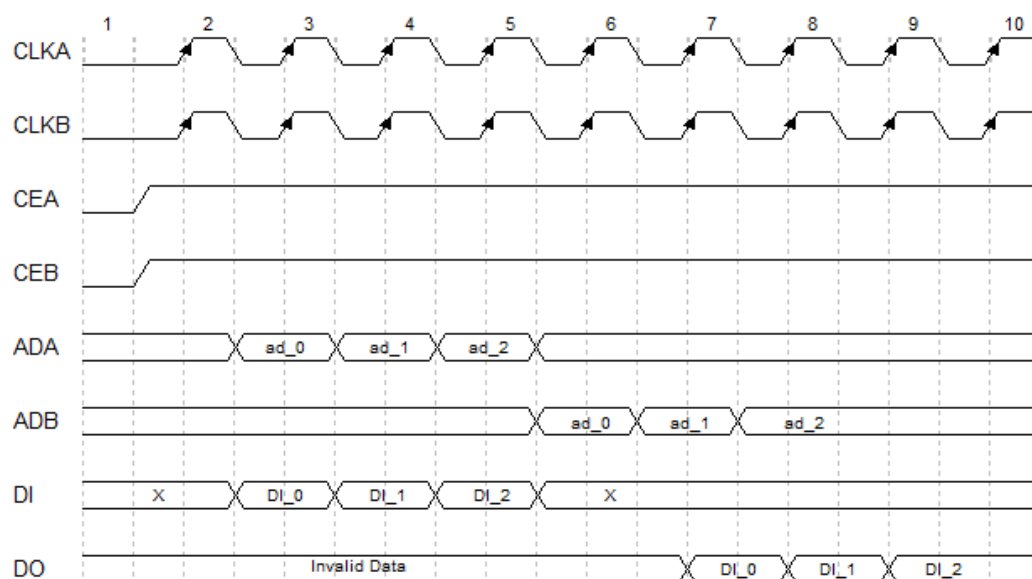 1 2 3 4 5 6 7 8 9 10
CLKA
CLKB
CEA
CEB
ADA ad_0 ad_1 ad_2
ADB ad_0 ad_1 ad_2
DI X DI_0 DI_1 DI_2 X
DO Invalid Data DI_0 DI_1 DI_2